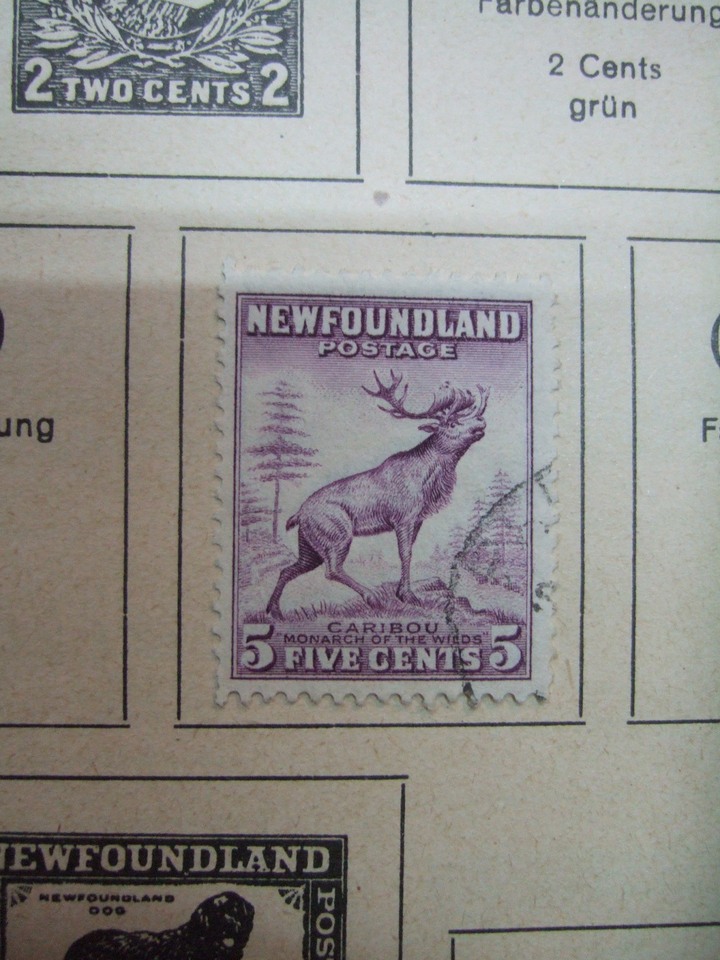 2 TWO CENTS 2
Farbenänderung
2 Cents
grün
NEWFOUNDLAND
POSTAGE
CARIBOU
"MONARCH OF THE WILDS"
5 FIVE CENTS 5
NEWFOUNDLAND
NEWFOUNDLAND
DOG